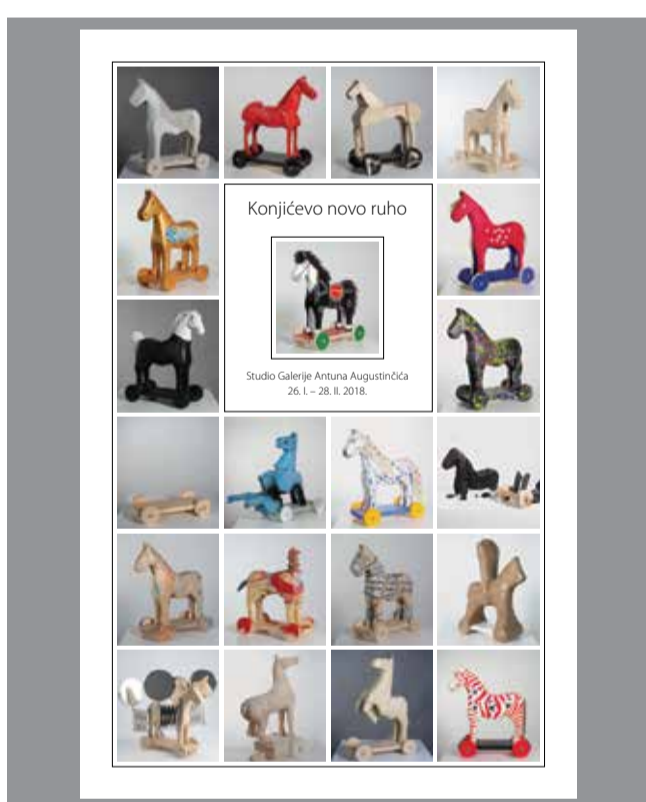 Konjićevo novo ruho
Studio Galerije Antuna Augustinčića
26. I. – 28. II. 2018.